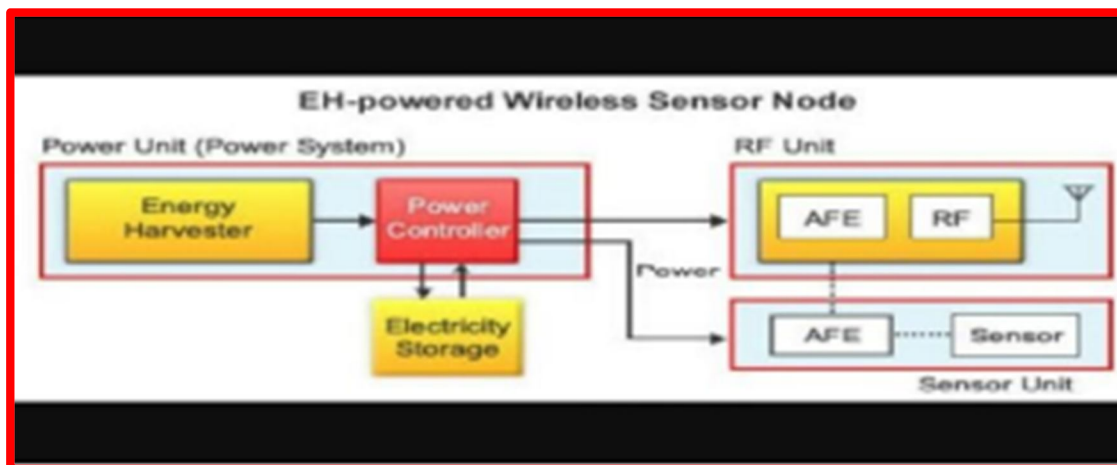 EH-powered Wireless Sensor Node
Power Unit (Power System)
RF Unit
Energy
Harvester
Power
Controller
AFE
RF
Power
Electricity
Storage
AFE
Sensor
Sensor Unit